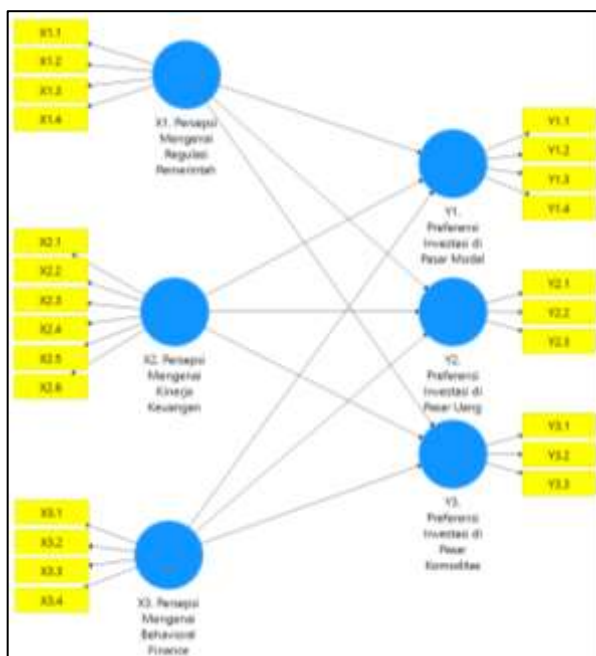 X1.1
X1.2
X1.3
X1.4
X1. Persepsi
Mengenai
Regulasi
Pemerintah
X2.1
X2.2
X2.3
X2.4
X2.5
X2.6
X2. Persepsi
Mengenai
Kinerja
Keuangan
X3.1
X3.2
X3.3
X3.4
X3. Persepsi
Mengenai
Behavioral
Finance
Y1.
Preferensi
Investasi di
Pasar Model
Y1.1
Y1.2
Y1.3
Y1.4
Y2.
Preferensi
Investasi di
Pasar Uang
Y2.1
Y2.2
Y2.3
Y3.
Preferensi
Investasi di
Pasar
Komoditas
Y3.1
Y3.2
Y3.3